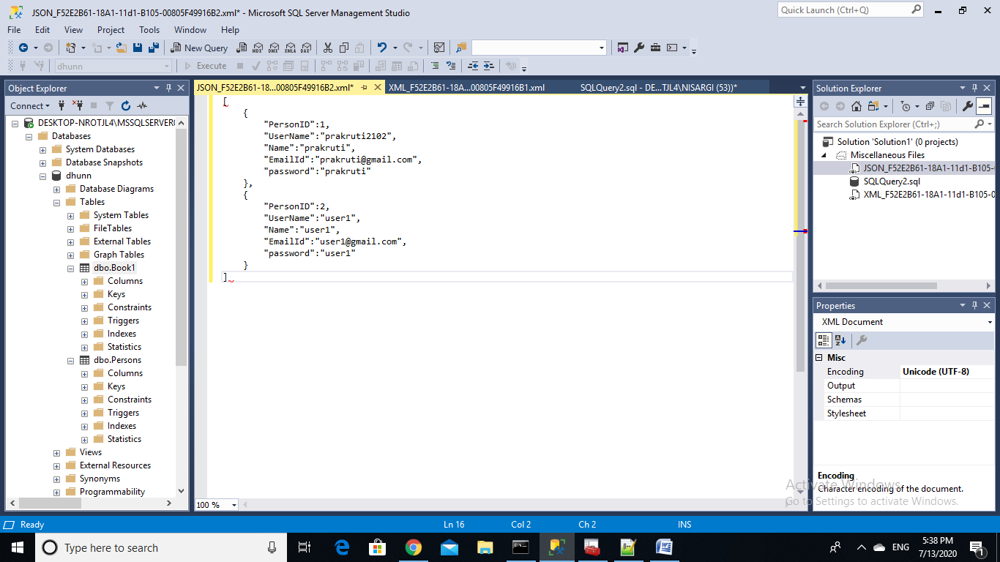 JSON_F52E2B61-18A1-11d1-B105-00805F49916B2.xml* - Microsoft SQL Server Management Studio
Quick Launch (Ctrl+Q)
File Edit View Project Tools Window Help
New Query
MDX DMX XMLA DAX
dhunn
Execute
Object Explorer
Connect
DESKTOP-NROTJL4\MSSQLSERVER(
Databases
System Databases
Database Snapshots
dhunn
Database Diagrams
Tables
System Tables
FileTables
External Tables
Graph Tables
dbo.Book1
Columns
Keys
Constraints
Triggers
Indexes
Statistics
dbo.Persons
Columns
Keys
Constraints
Triggers
Indexes
Statistics
Views
External Resources
Synonyms
Programmability
JSON_F52E2B61-18...00805F49916B2.xml*
XML_F52E2B61-18A...00805F49916B1.xml
SQLQuery2.sql - DE...TJL4\NISARGI (53))*
[
{
"PersonID":1,
"UserName":"prakruti2102",
"Name":"prakruti",
"EmailId":"prakruti@gmail.com",
"password":"prakruti"
},
{
"PersonID":2,
"UserName":"user1",
"Name":"user1",
"EmailId":"user1@gmail.com",
"password":"user1"
}
]
100 %
Solution Explorer
Search Solution Explorer (Ctrl+;)
Solution 'Solution1' (0 projects)
Miscellaneous Files
JSON_F52E2B61-18A1-11d1-B105-
SQLQuery2.sql
XML_F52E2B61-18A1-11d1-B105-0
Properties
XML Document
Misc
Encoding Unicode (UTF-8)
Output
Schemas
Stylesheet
Encoding
Character encoding of the document.
Activate Windows
Go to Settings to activate Windows.
Ready
Ln 16 Col 2 Ch 2 INS
Type here to search
ENG
5:38 PM
7/13/2020
1